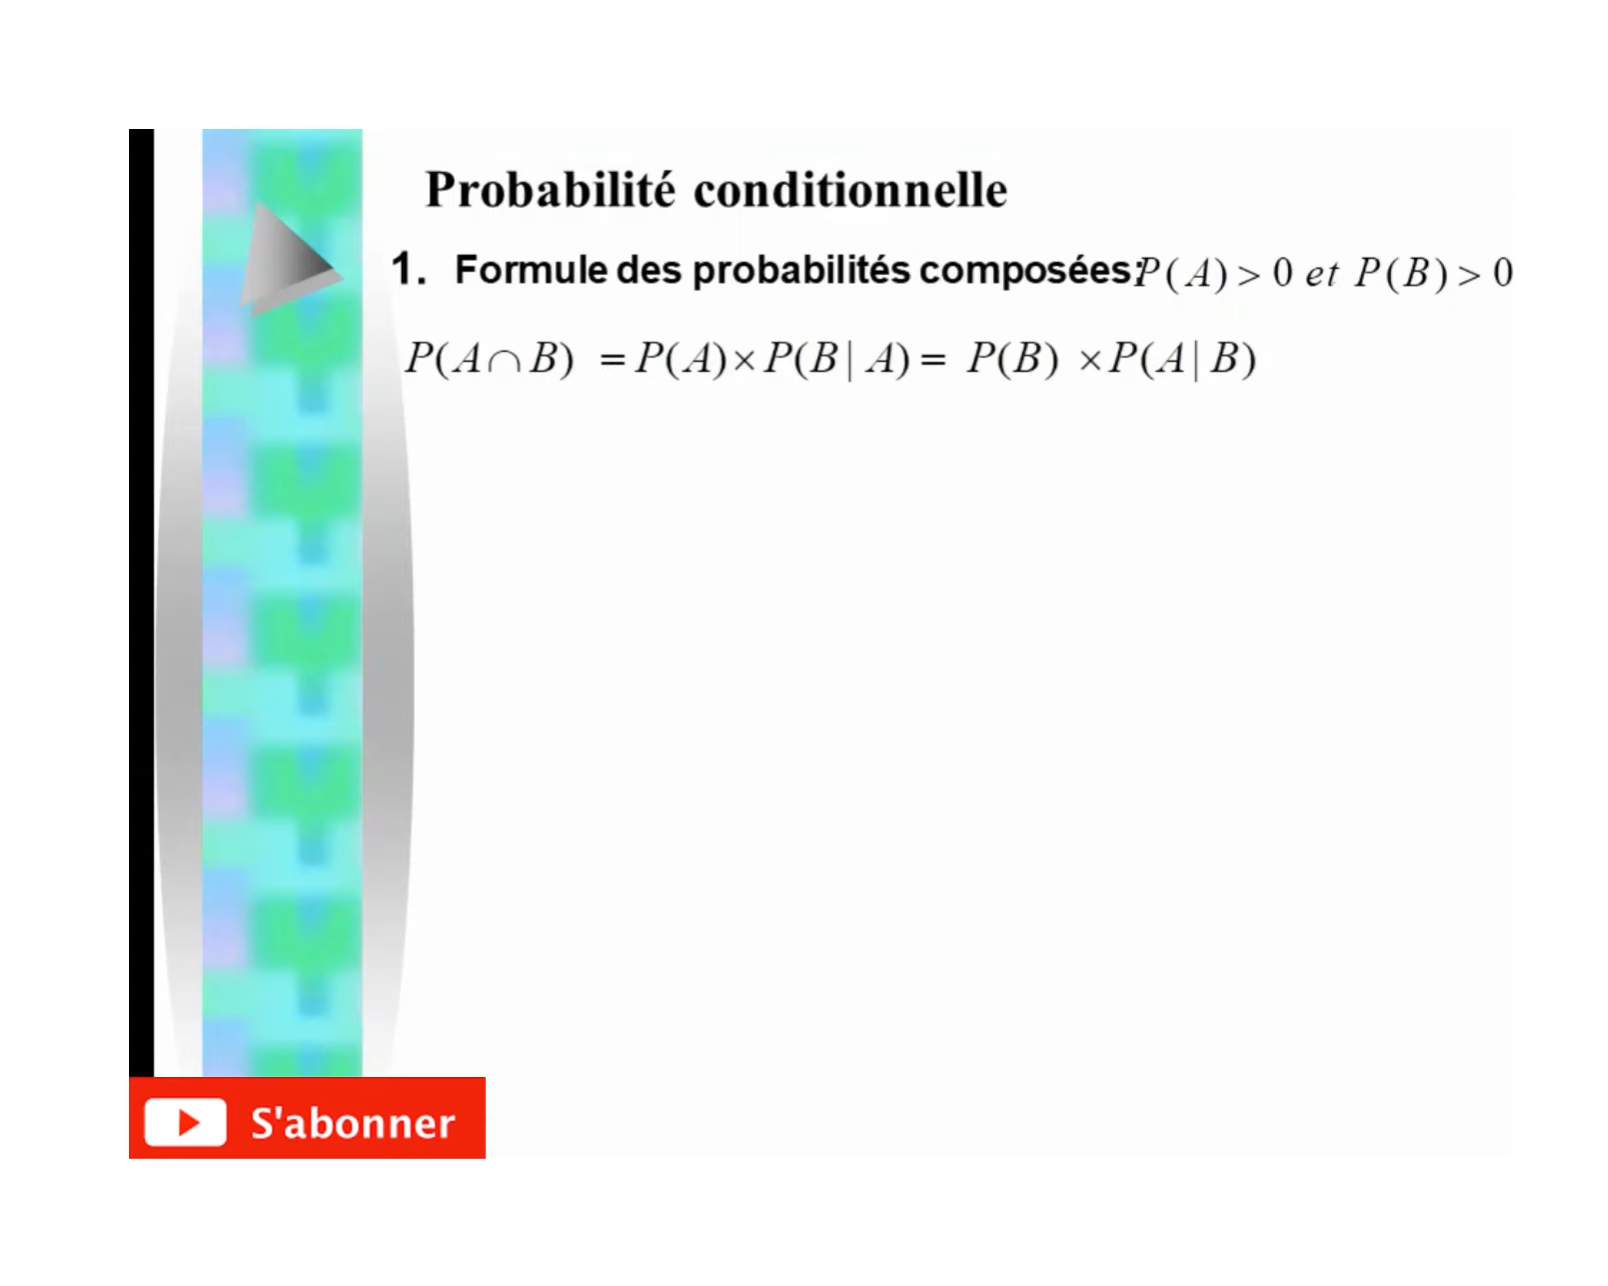 Probabilité conditionnelle
1. Formule des probabilités composées: P(A) > 0 et P(B) > 0
P(A∩B) = P(A)×P(B| A) = P(B) ×P(A| B)
S'abonner